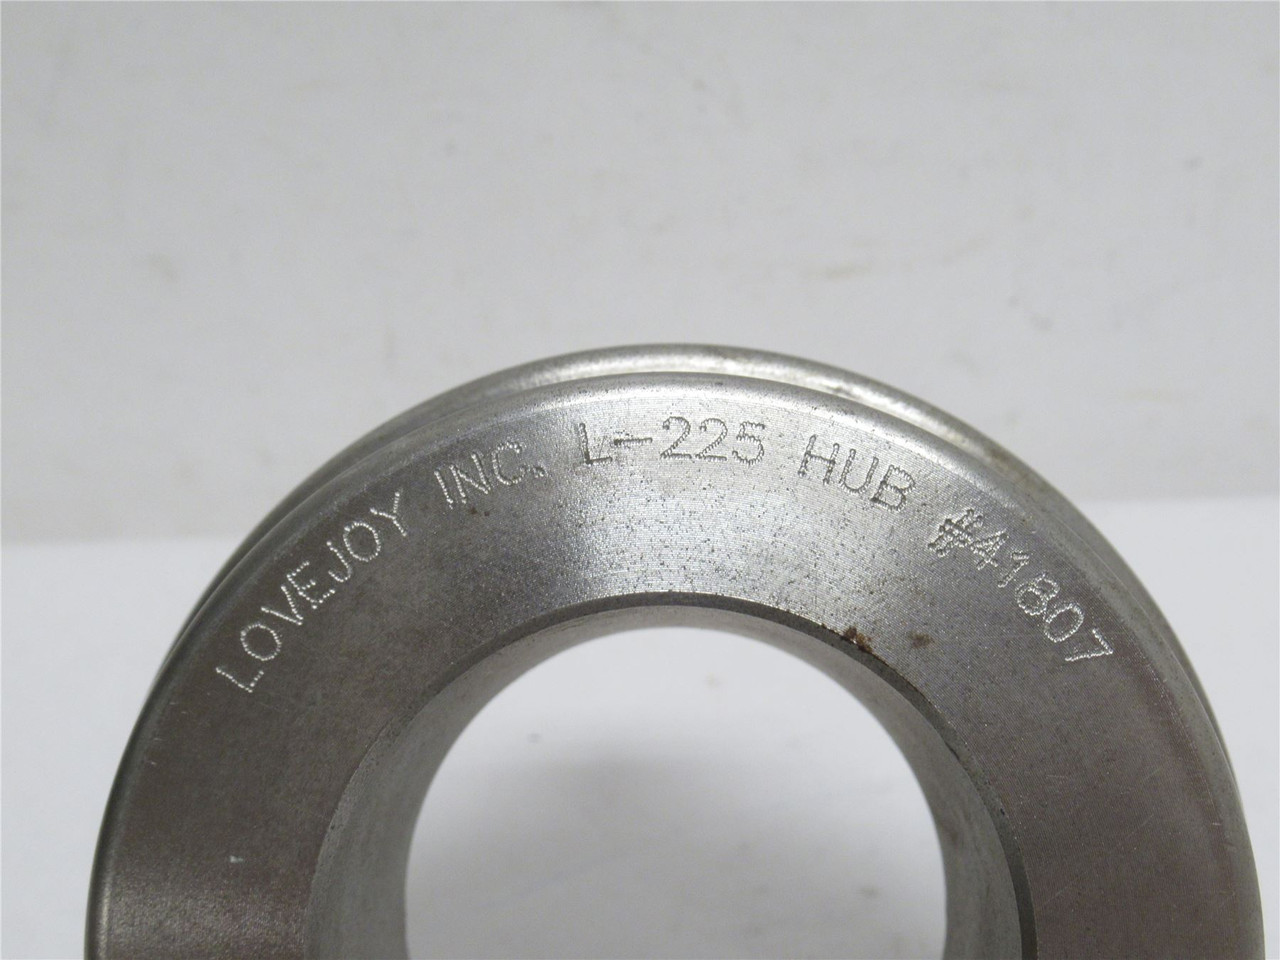 LOVEJOY INC. L-225 HUB #41807